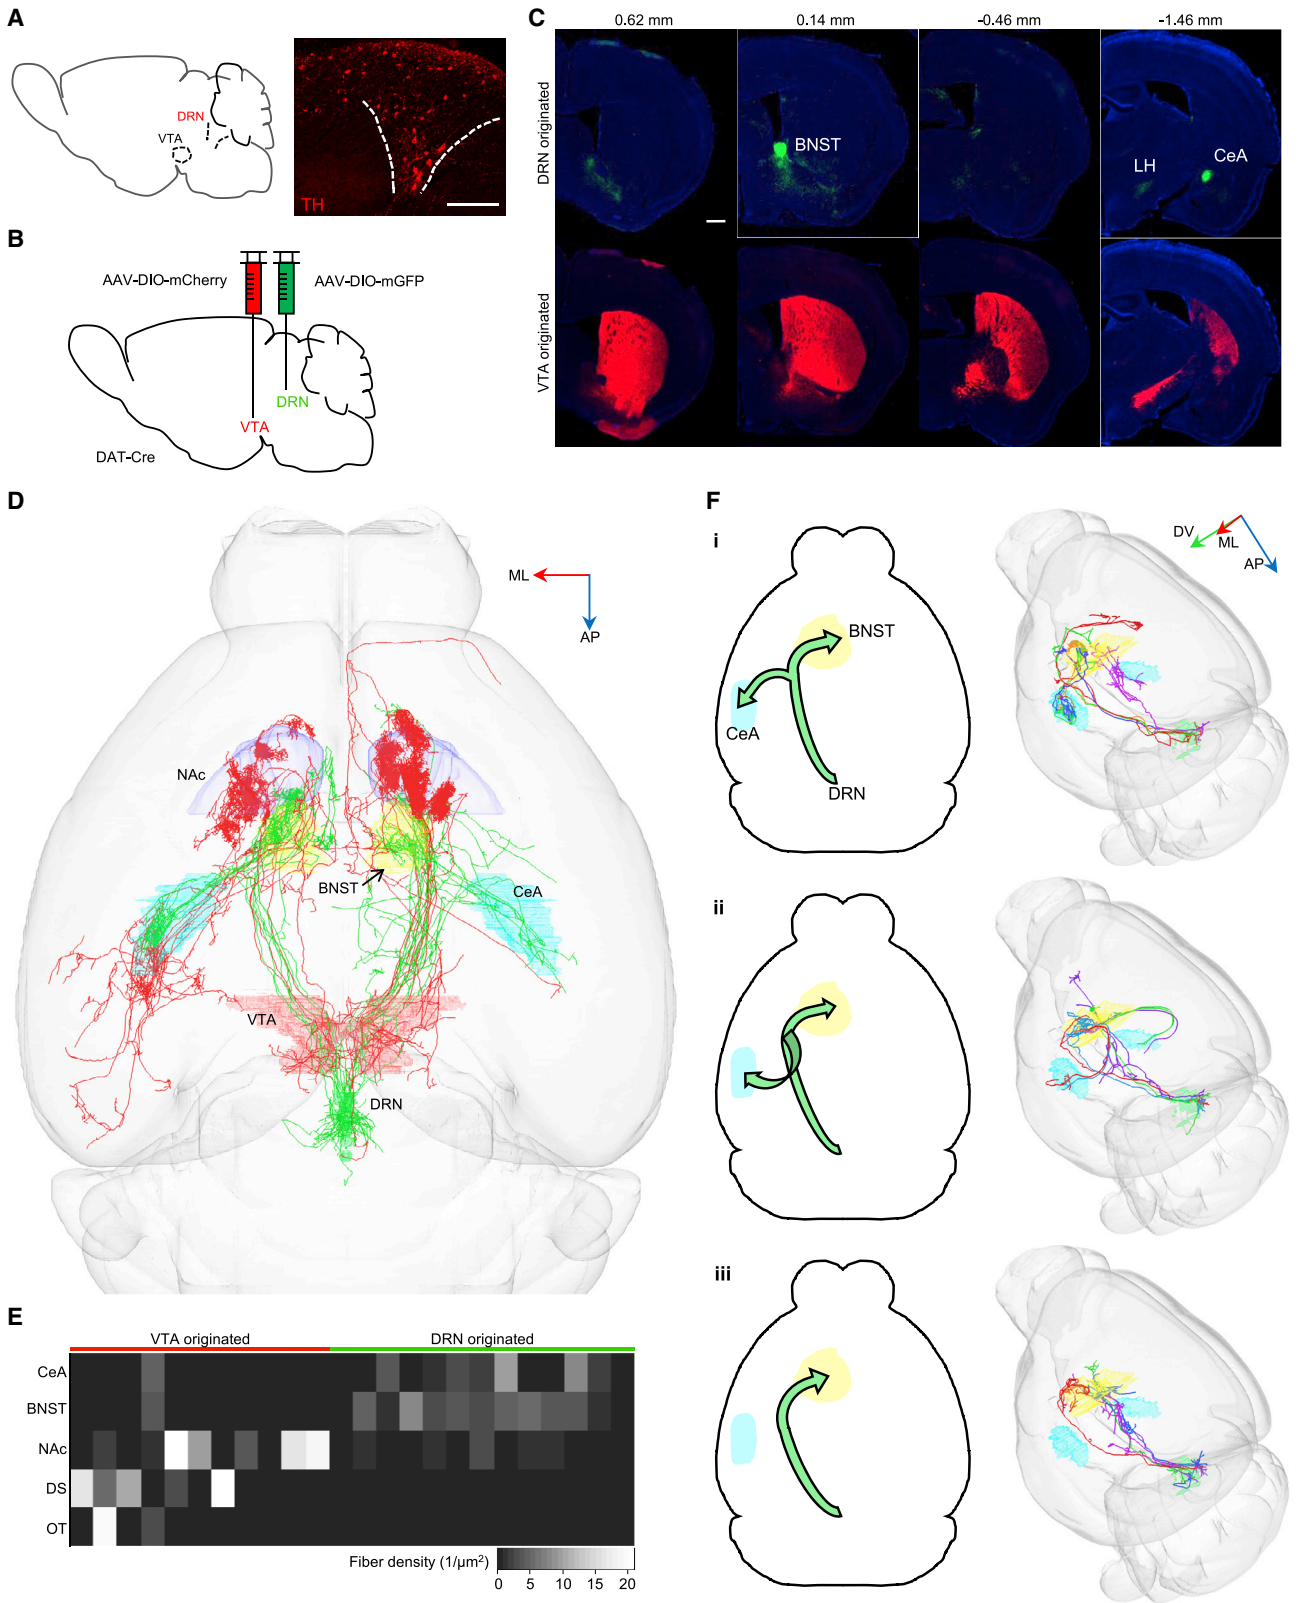 A
DRN
VTA
TH
B
AAV-DIO-mCherry
AAV-DIO-mGFP
DRN
VTA
DAT-Cre
C
0.62 mm
0.14 mm
-0.46 mm
-1.46 mm
DRN originated
BNST
LH
CeA
VTA originated
D
ML
AP
NAc
BNST
CeA
VTA
DRN
E
VTA originated
DRN originated
CeA
BNST
NAc
DS
OT
Fiber density (1/µm²)
0 5 10 15 20
F
i
BNST
CeA
DRN
DV
ML
AP
ii
iii